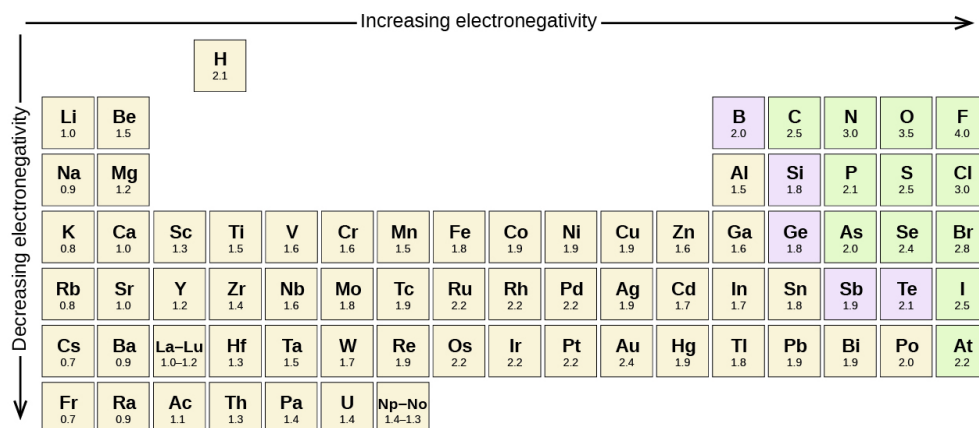 Increasing electronegativity
Decreasing electronegativity
H
2.1
Li Be B C N O F
1.0 1.5 2.0 2.5 3.0 3.5 4.0
Na Mg Al Si P S Cl
0.9 1.2 1.5 1.8 2.1 2.5 3.0
K Ca Sc Ti V Cr Mn Fe Co Ni Cu Zn Ga Ge As Se Br
0.8 1.0 1.3 1.5 1.6 1.6 1.5 1.8 1.9 1.9 1.9 1.6 1.6 1.8 2.0 2.4 2.8
Rb Sr Y Zr Nb Mo Tc Ru Rh Pd Ag Cd In Sn Sb Te I
0.8 1.0 1.2 1.4 1.6 1.8 1.9 2.2 2.2 2.2 1.9 1.7 1.7 1.8 1.9 2.1 2.5
Cs Ba La–Lu Hf Ta W Re Os Ir Pt Au Hg Tl Pb Bi Po At
0.7 0.9 1.0–1.2 1.3 1.5 1.7 1.9 2.2 2.2 2.2 2.4 1.9 1.8 1.9 1.9 2.0 2.2
Fr Ra Ac Th Pa U Np–No
0.7 0.9 1.1 1.3 1.4 1.4 1.4–1.3